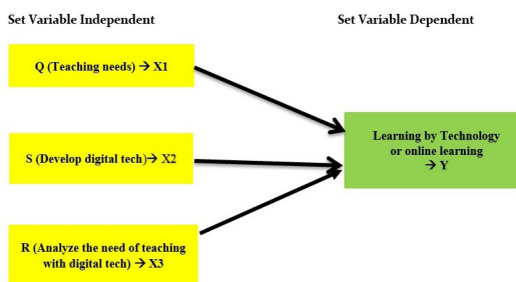 Set Variable Independent
Set Variable Dependent
Q (Teaching needs) → X1
S (Develop digital tech)→ X2
R (Analyze the need of teaching
with digital tech) → X3
Learning by Technology
or online learning
→ Y